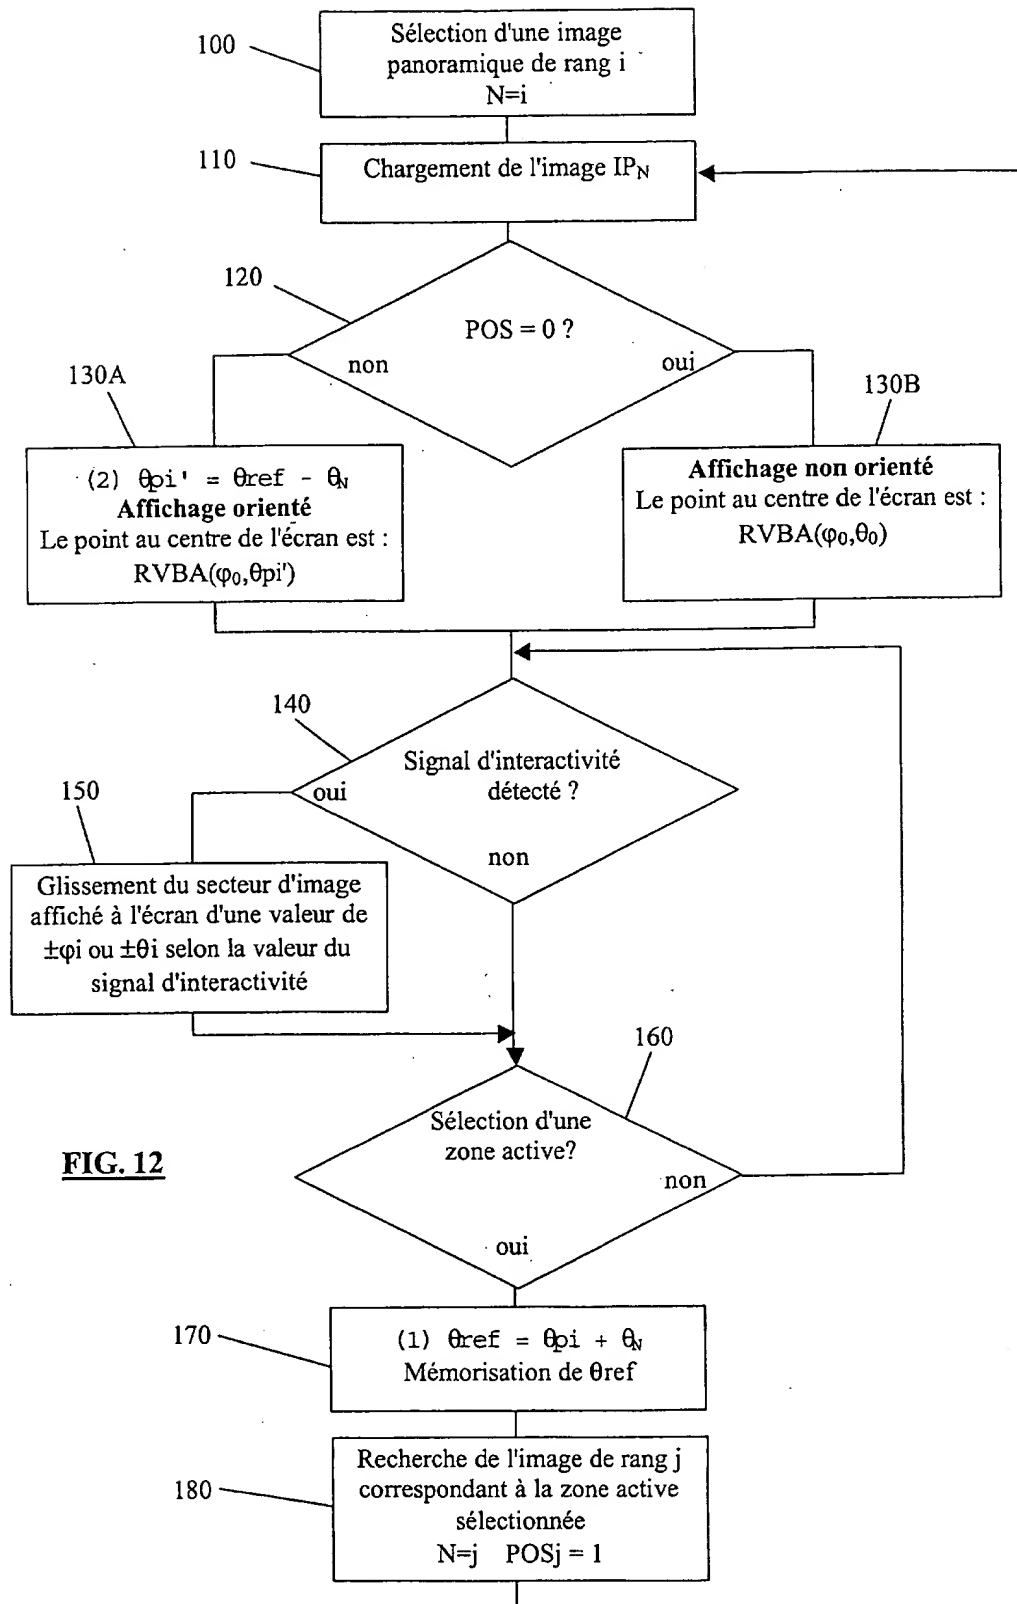 100
Sélection d'une image
panoramique de rang i
N=i
110
Chargement de l'image IP_N
120
POS = 0 ?
non
oui
130A
130B
(2) θpi' = θref - θ_N
Affichage orienté
Le point au centre de l'écran est :
RVBA(φ₀,θpi')
Affichage non orienté
Le point au centre de l'écran est :
RVBA(φ₀,θ₀)
140
Signal d'interactivité
détecté ?
oui
non
150
Glissement du secteur d'image
affiché à l'écran d'une valeur de
±φi ou ±θi selon la valeur du
signal d'interactivité
160
Sélection d'une
zone active?
non
oui
FIG. 12
170
(1) θref = θpi + θ_N
Mémorisation de θref
180
Recherche de l'image de rang j
correspondant à la zone active
sélectionnée
N=j POSj = 1